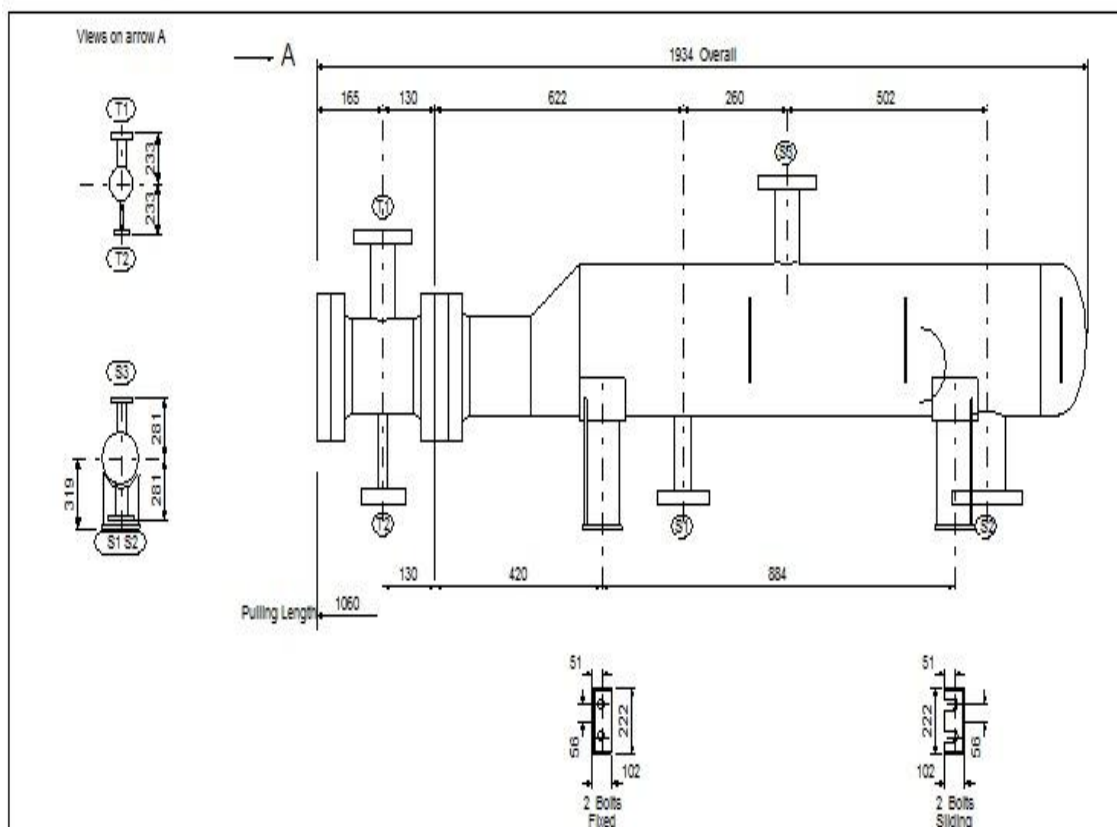 Views on arrow A
A
1934 Overall
165
130
622
260
502
T1
233
233
T2
S3
T1
S3
281
281
319
S1 S2
T2
S1
S2
130
420
884
Pulling Length
1060
51
222
56
102
2 Bolts
Fixed
51
222
56
102
2 Bolts
Sliding